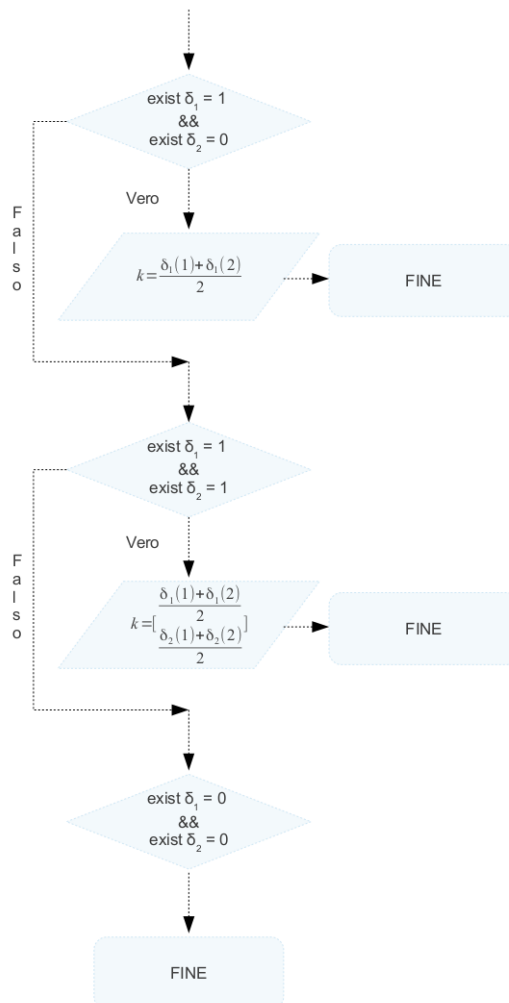 exist δ₁ = 1
&&
exist δ₂ = 0
Vero
Falso
k = (δ₁(1)+δ₁(2))/2
FINE
exist δ₁ = 1
&&
exist δ₂ = 1
Vero
Falso
k = [(δ₁(1)+δ₁(2))/2
(δ₂(1)+δ₂(2))/2]
FINE
exist δ₁ = 0
&&
exist δ₂ = 0
FINE